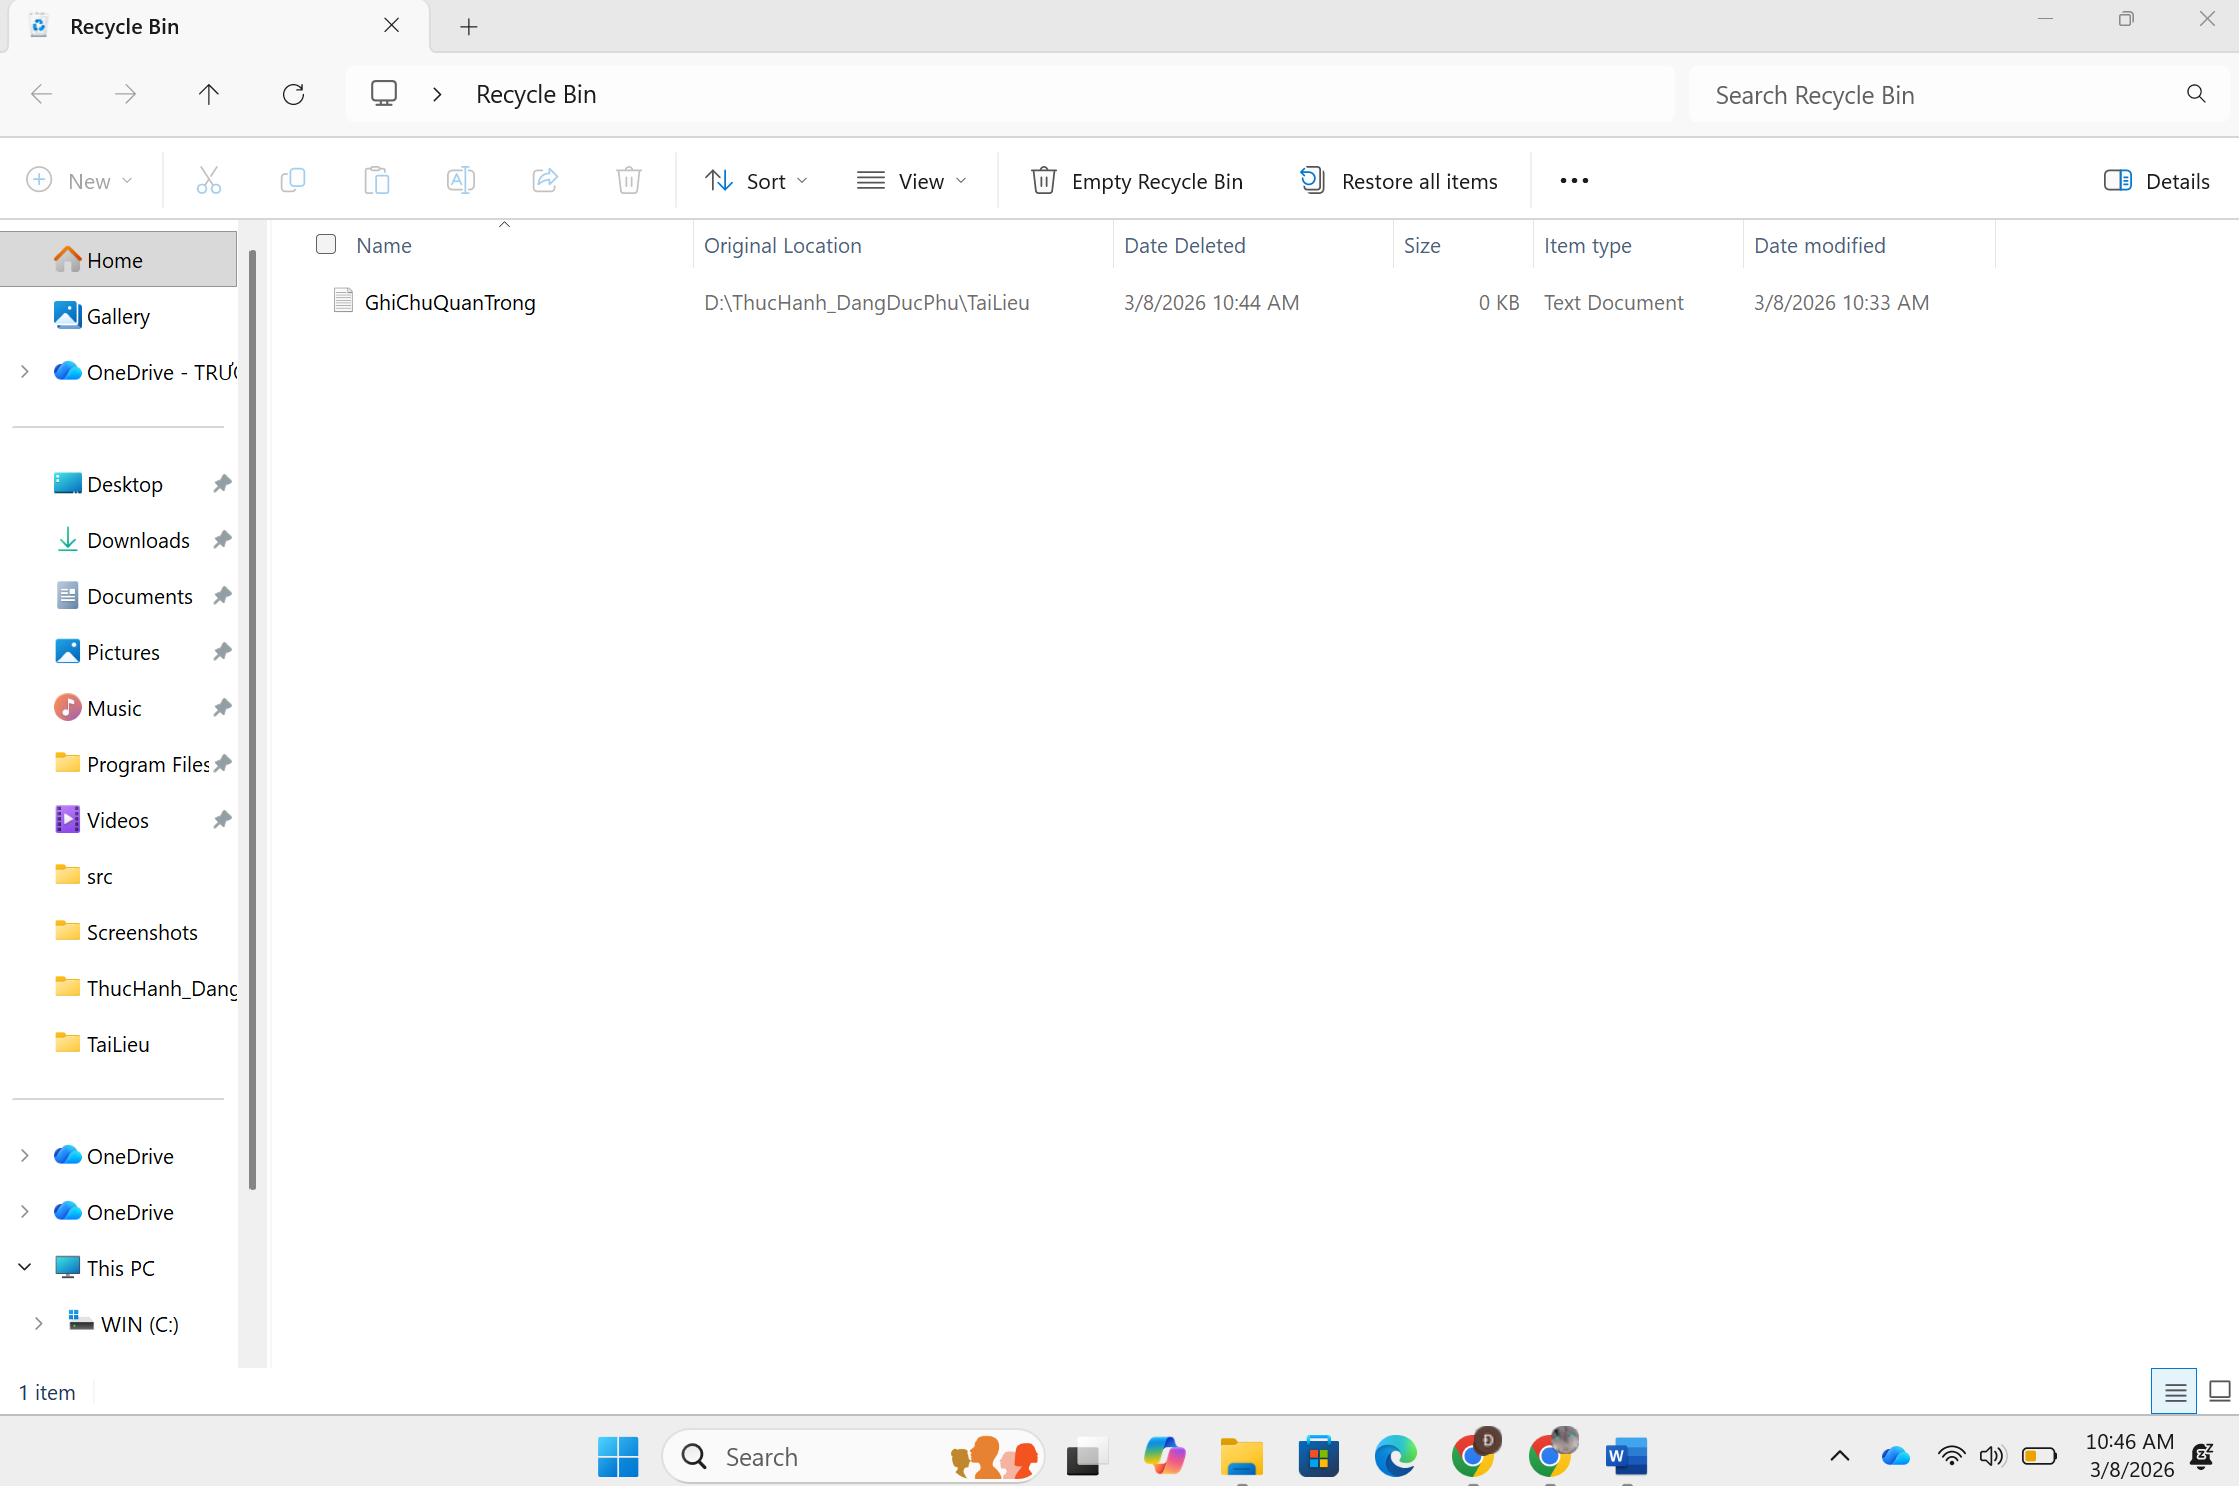 Recycle Bin
Recycle Bin
Search Recycle Bin
New
Sort
View
Empty Recycle Bin
Restore all items
Details
Name
Original Location
Date Deleted
Size
Item type
Date modified
GhiChuQuanTrong
D:\ThucHanh_DangDucPhu\TaiLieu
3/8/2026 10:44 AM
0 KB
Text Document
3/8/2026 10:33 AM
Home
Gallery
OneDrive - TRƯỜ
Desktop
Downloads
Documents
Pictures
Music
Program Files
Videos
src
Screenshots
ThucHanh_Dang
TaiLieu
OneDrive
OneDrive
This PC
WIN (C:)
1 item
Search
Đ
W
10:46 AM
3/8/2026